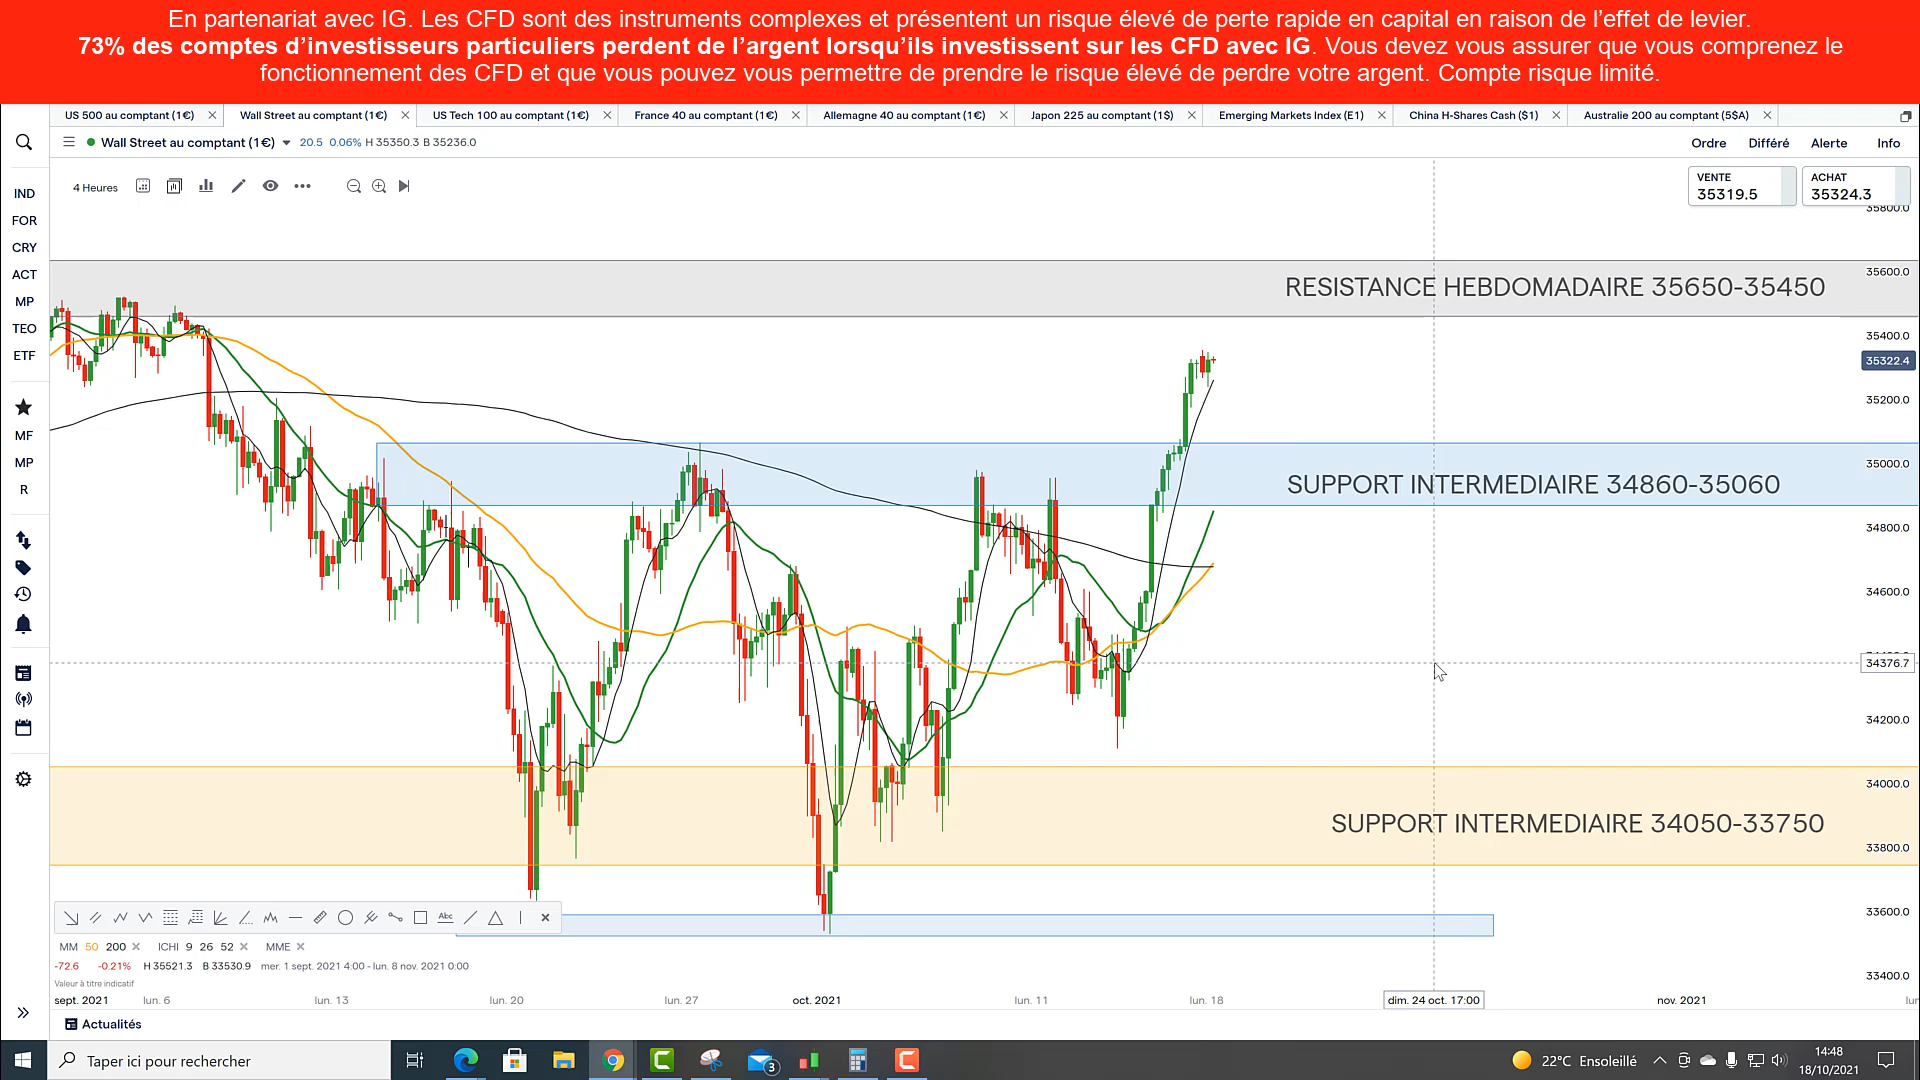 En partenariat avec IG. Les CFD sont des instruments complexes et présentent un risque élevé de perte rapide en capital en raison de l'effet de levier.
73% des comptes d'investisseurs particuliers perdent de l'argent lorsqu'ils investissent sur les CFD avec IG. Vous devez vous assurer que vous comprenez le
fonctionnement des CFD et que vous pouvez vous permettre de prendre le risque élevé de perdre votre argent. Compte risque limité.
US 500 au comptant (1€) Wall Street au comptant (1€) US Tech 100 au comptant (1€) France 40 au comptant (1€) Allemagne 40 au comptant (1€) Japon 225 au comptant (1$) Emerging Markets Index (E1) China H-Shares Cash ($1) Australie 200 au comptant (5$A)
Wall Street au comptant (1€) 20.5 0.06% H 35350.3 B 35236.0 Ordre Différé Alerte Info
4 Heures
VENTE ACHAT
35319.5 35324.3
35800.0
IND
FOR
CRY
ACT
MP
TEO
ETF
MF
MP
R
RESISTANCE HEBDOMADAIRE 35650-35450
SUPPORT INTERMEDIAIRE 34860-35060
SUPPORT INTERMEDIAIRE 34050-33750
35600.0
35400.0
35322.4
35200.0
35000.0
34800.0
34600.0
34376.7
34200.0
34000.0
33800.0
33600.0
33400.0
Abc
MM 50 200 ICHI 9 26 52 MME
-72.6 -0.21% H 35521.3 B 33530.9 mer. 1 sept. 2021 4:00 - lun. 8 nov. 2021 0:00
Valeur à titre indicatif
sept. 2021 lun. 6 lun. 13 lun. 20 lun. 27 oct. 2021 lun. 11 lun. 18 dim. 24 oct. 17:00 nov. 2021
Actualités
Taper ici pour rechercher
3
22°C Ensoleillé
14:48
18/10/2021